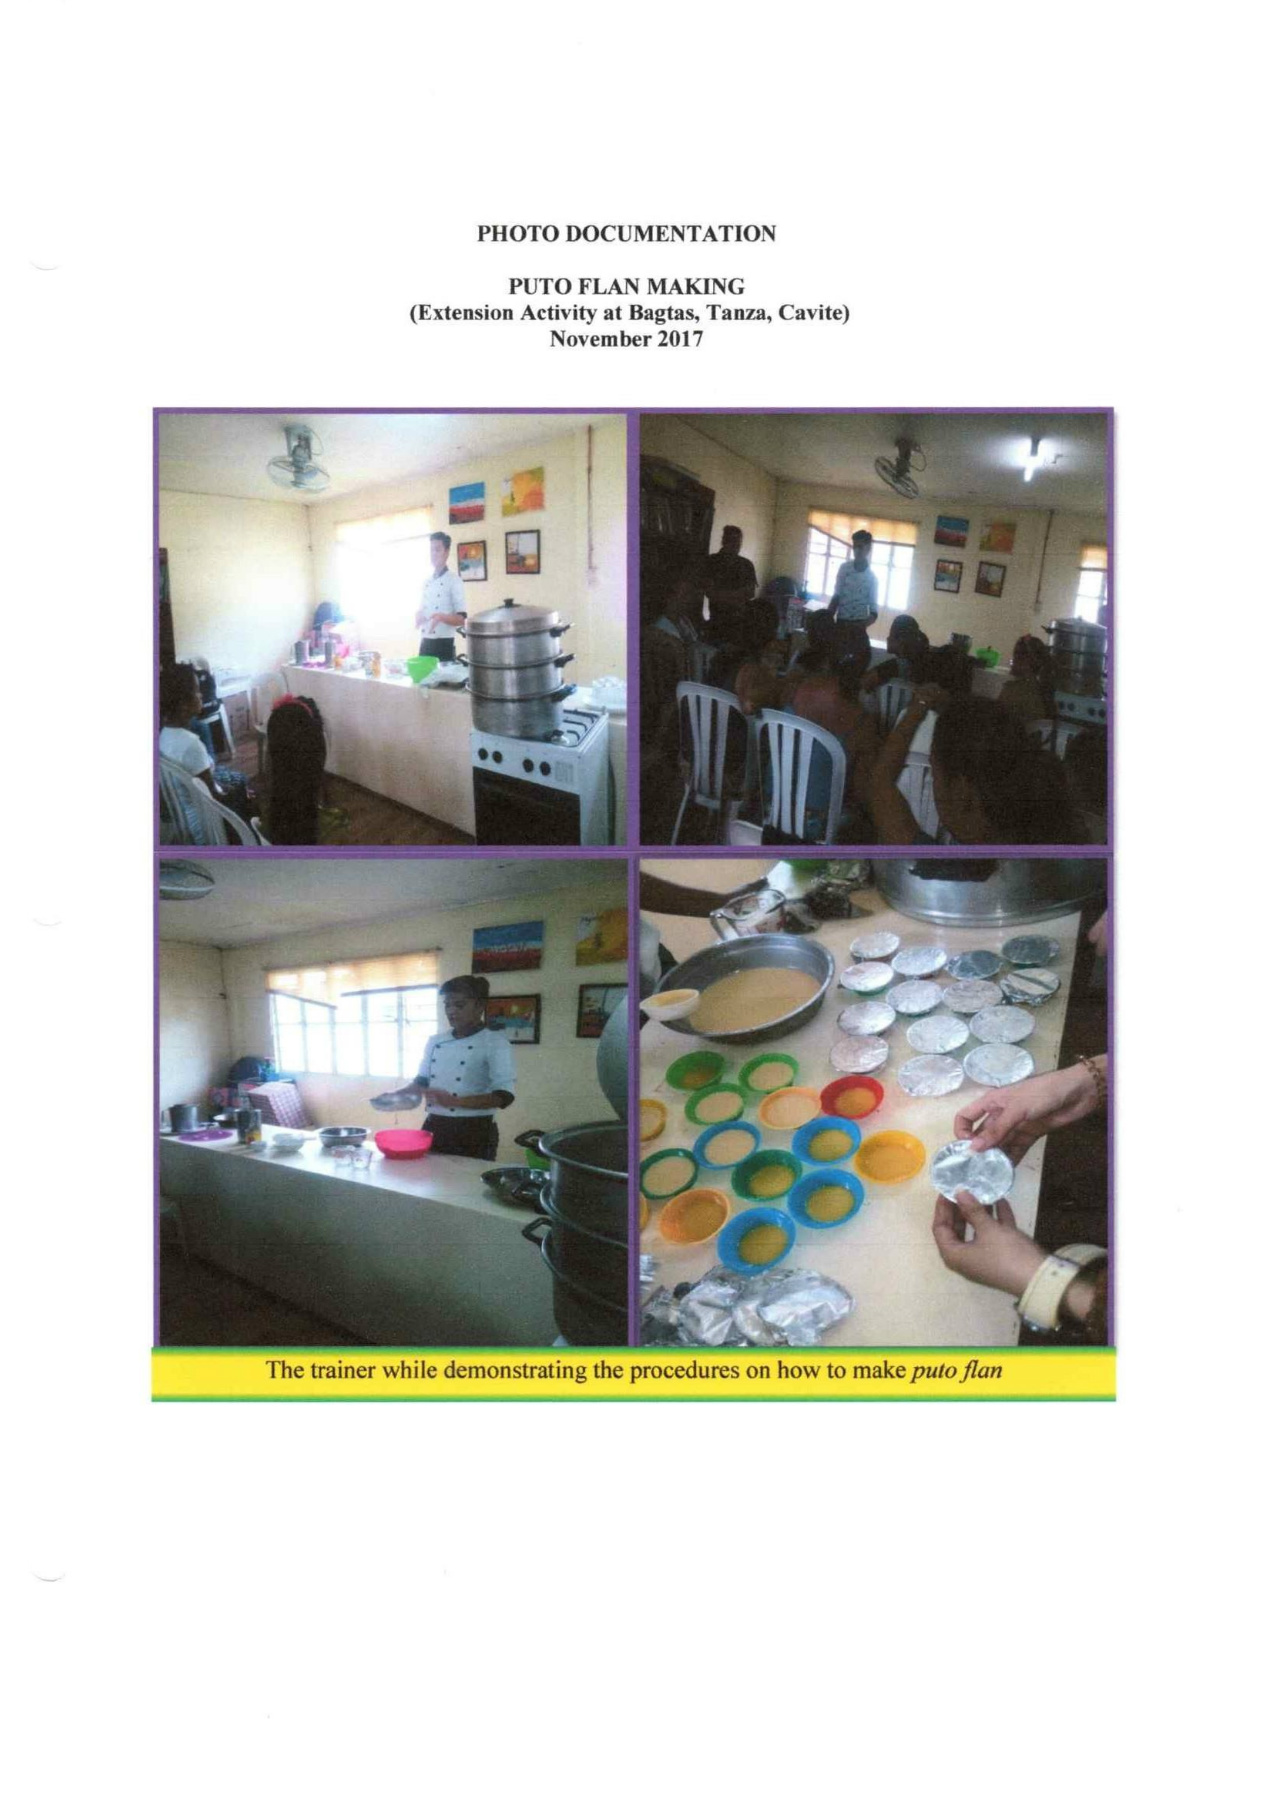 PHOTO DOCUMENTATION
PUTO FLAN MAKING
(Extension Activity at Bagtas, Tanza, Cavite)
November 2017
The trainer while demonstrating the procedures on how to make puto flan